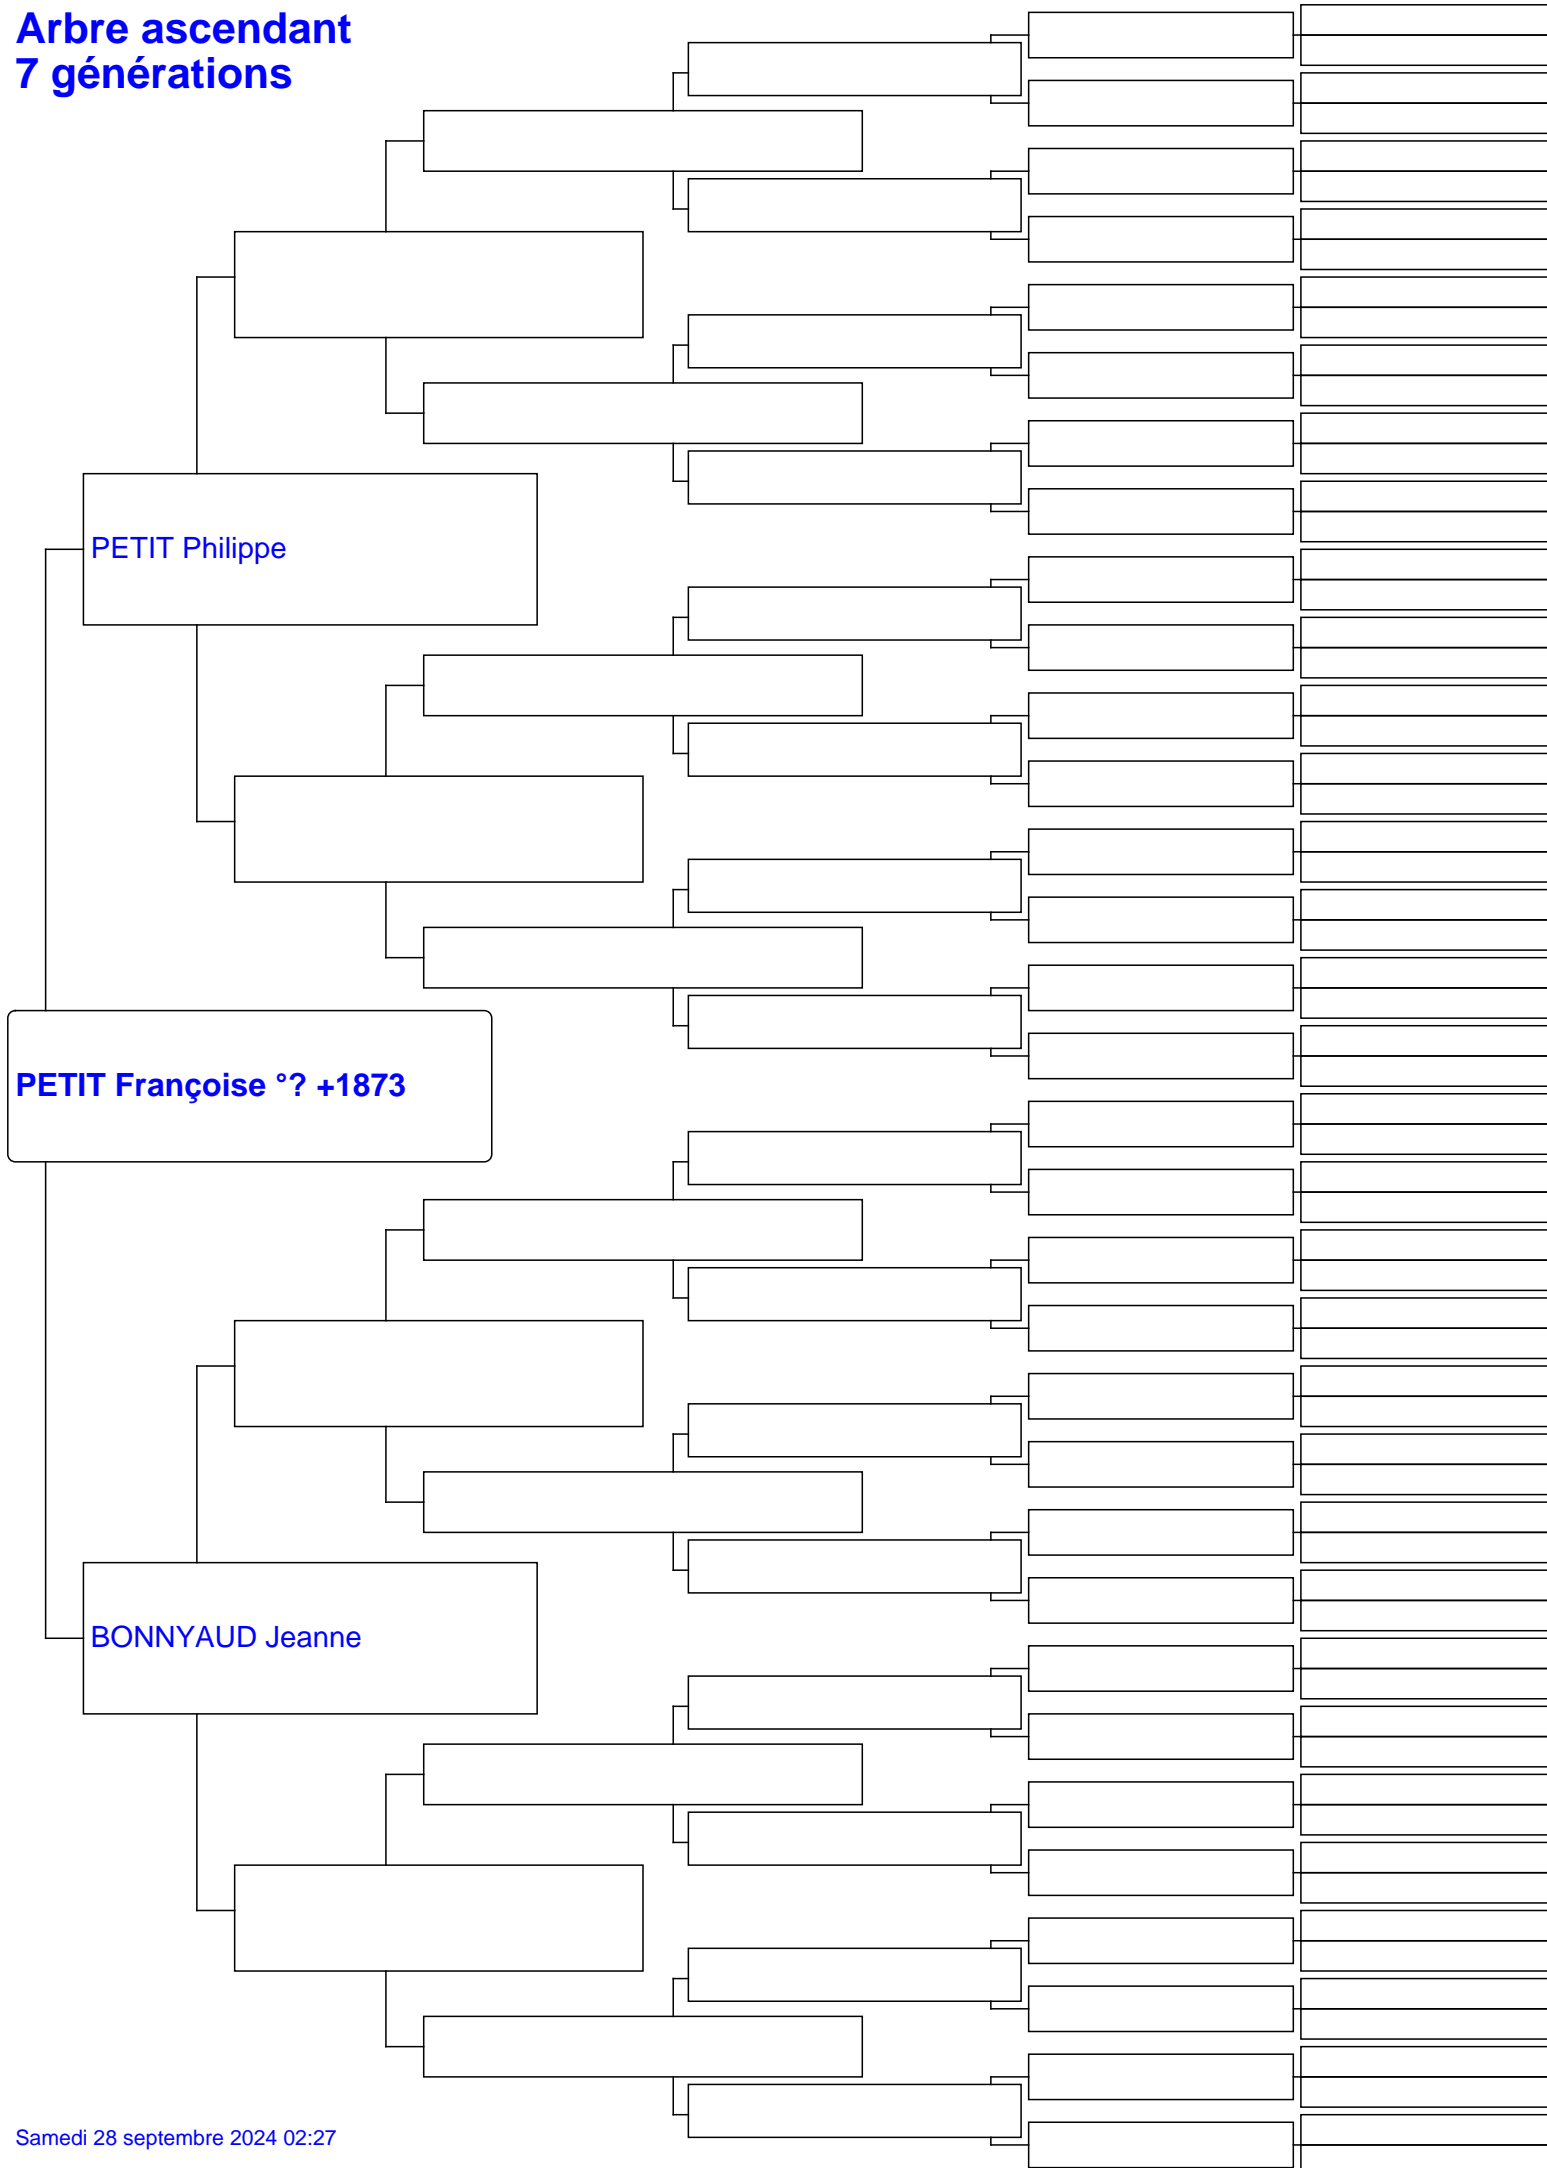 Arbre ascendant
7 générations
PETIT Philippe
PETIT Françoise °? +1873
BONNYAUD Jeanne
Samedi 28 septembre 2024 02:27